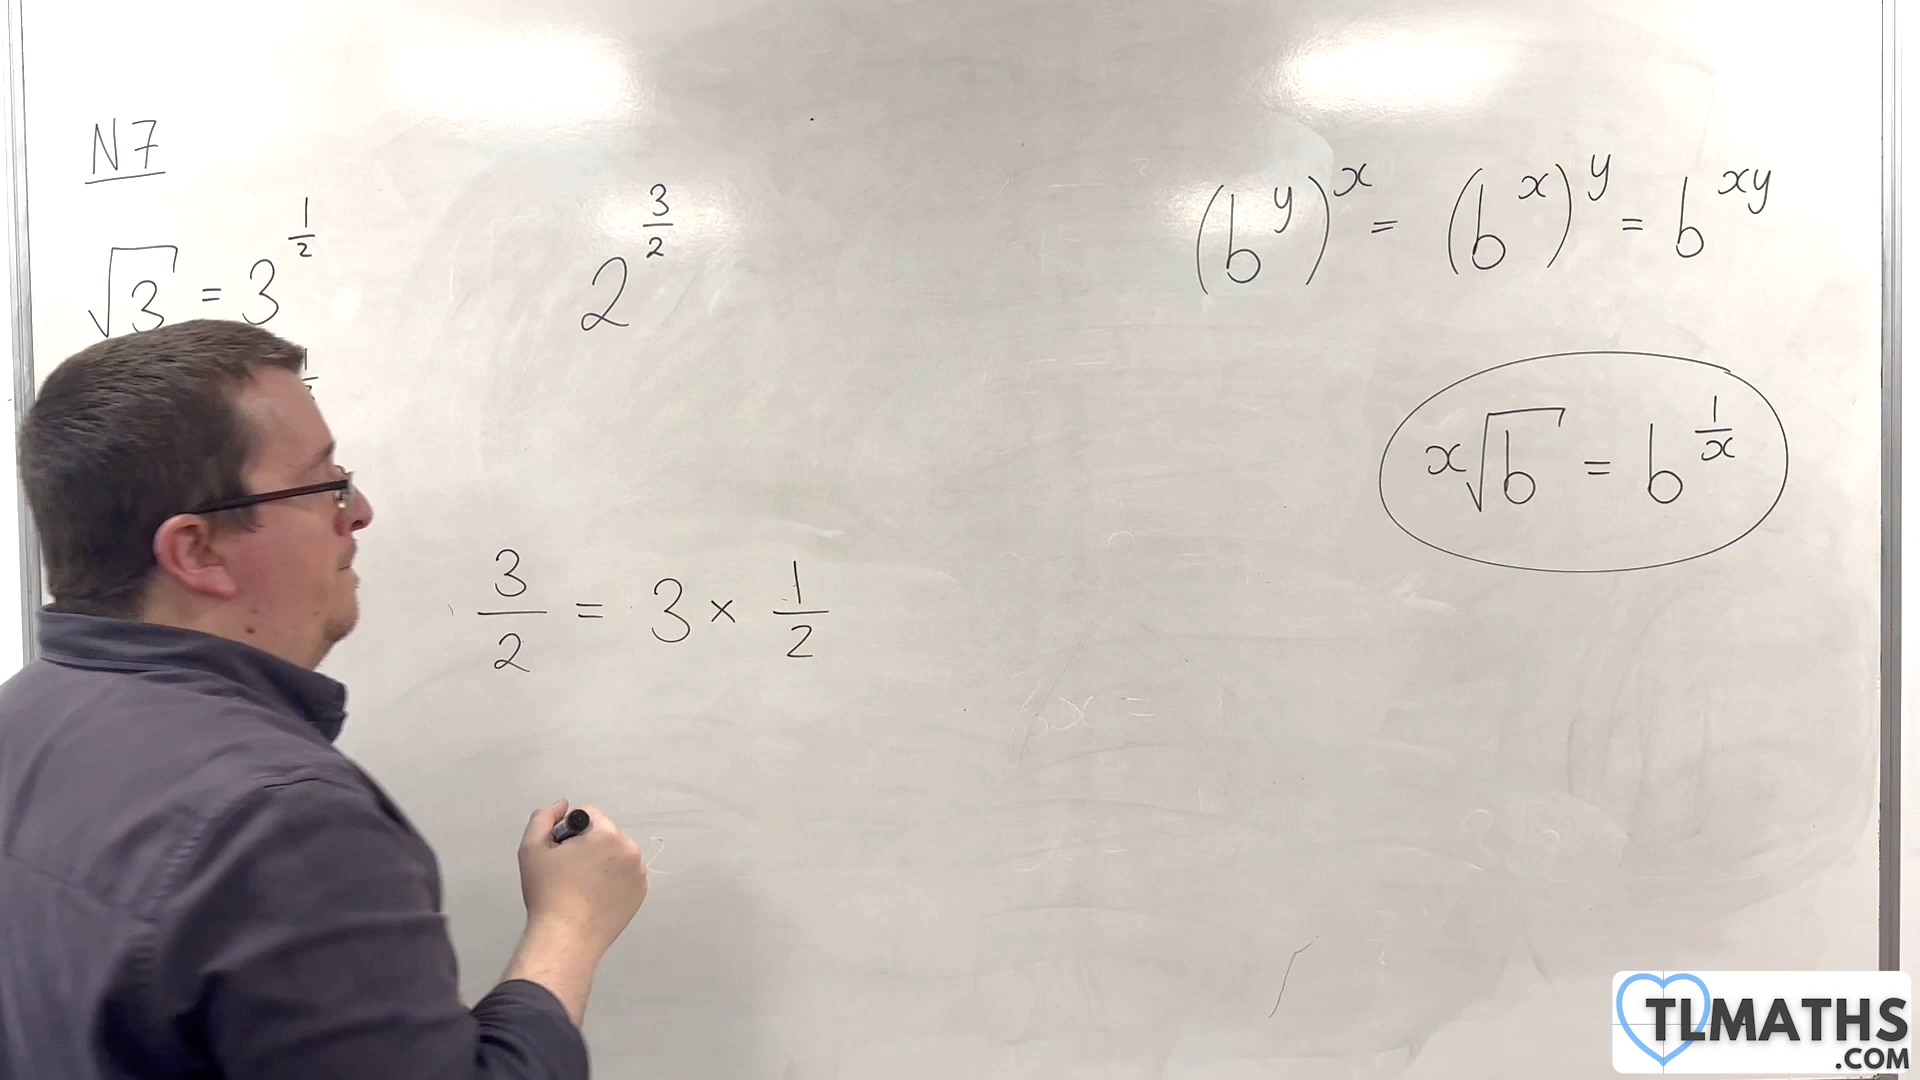 N7
√3 = 3^(1/2)
2^(3/2)
3/2 = 3 × 1/2
(b^y)^x = (b^x)^y = b^(xy)
x√b = b^(1/x)
TLMATHS
.COM